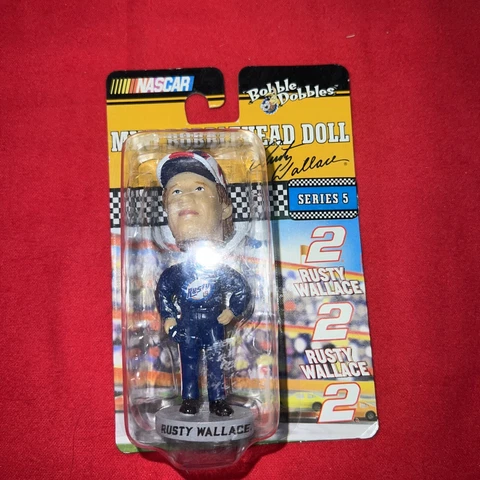 NASCAR
Bobble Dobbles
HEAD DOLL
Rusty Wallace
SERIES 5
2
RUSTY
WALLACE
2
RUSTY
WALLACE
2
RUSTY WALLACE